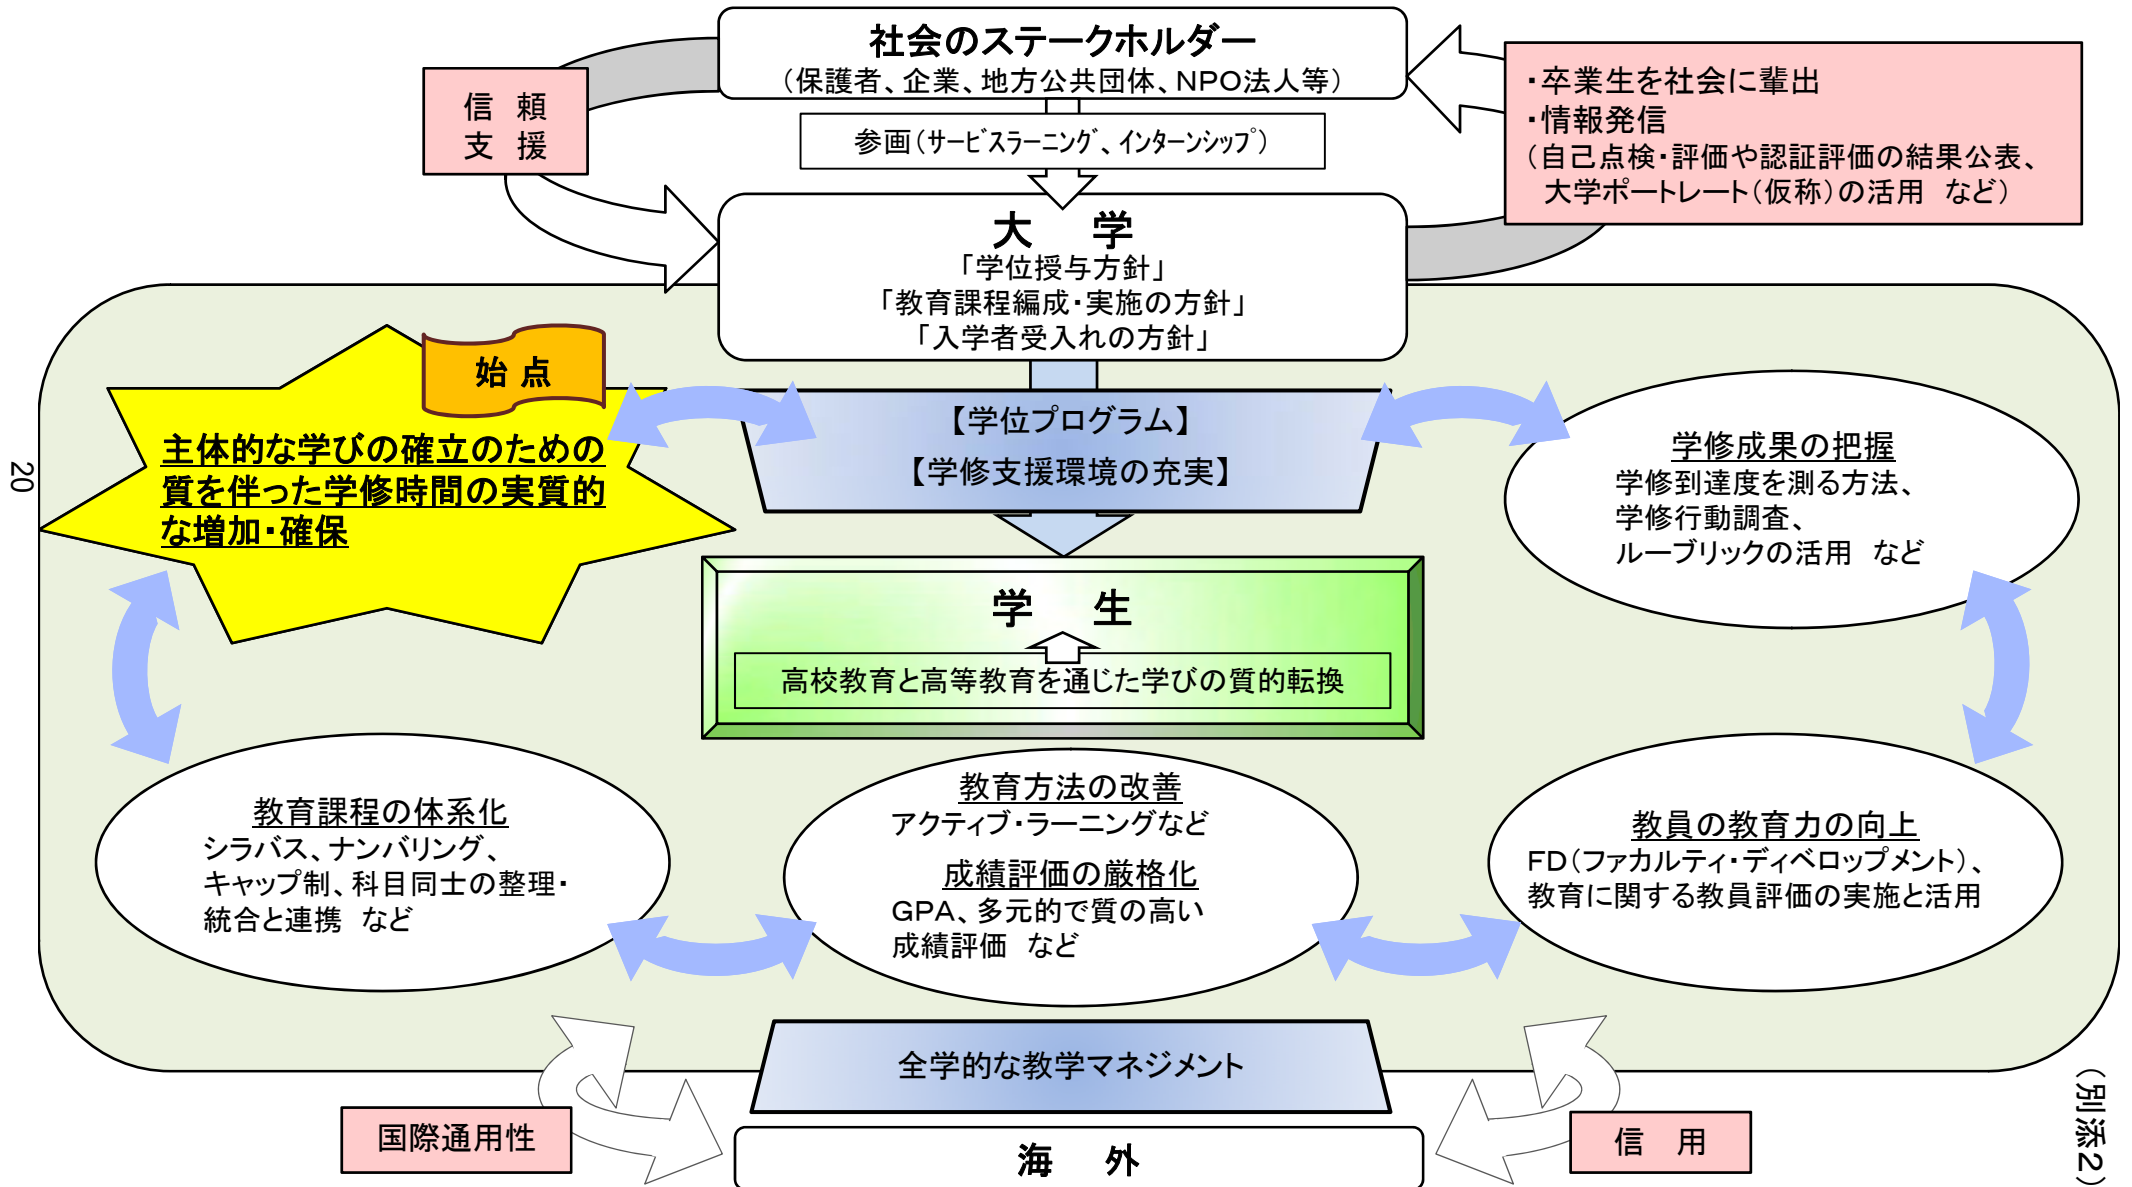 社会のステークホルダー
（保護者、企業、地方公共団体、NPO法人等）
信　頼
支　援
参画（サービスラーニング、インターンシップ）
・卒業生を社会に輩出
・情報発信
（自己点検・評価や認証評価の結果公表、
大学ポートレート（仮称）の活用　など）
大　学
「学位授与方針」
「教育課程編成・実施の方針」
「入学者受入れの方針」
始 点
主体的な学びの確立のための
質を伴った学修時間の実質的
な増加・確保
【学位プログラム】
【学修支援環境の充実】
学修成果の把握
学修到達度を測る方法、
学修行動調査、
ルーブリックの活用　など
学　生
高校教育と高等教育を通じた学びの質的転換
教育課程の体系化
シラバス、ナンバリング、
キャップ制、科目同士の整理・
統合と連携　など
教育方法の改善
アクティブ・ラーニングなど
成績評価の厳格化
GPA、多元的で質の高い
成績評価　など
教員の教育力の向上
FD（ファカルティ・ディベロップメント）、
教育に関する教員評価の実施と活用
全学的な教学マネジメント
国際通用性
信　用
海　外
20
（別添2）